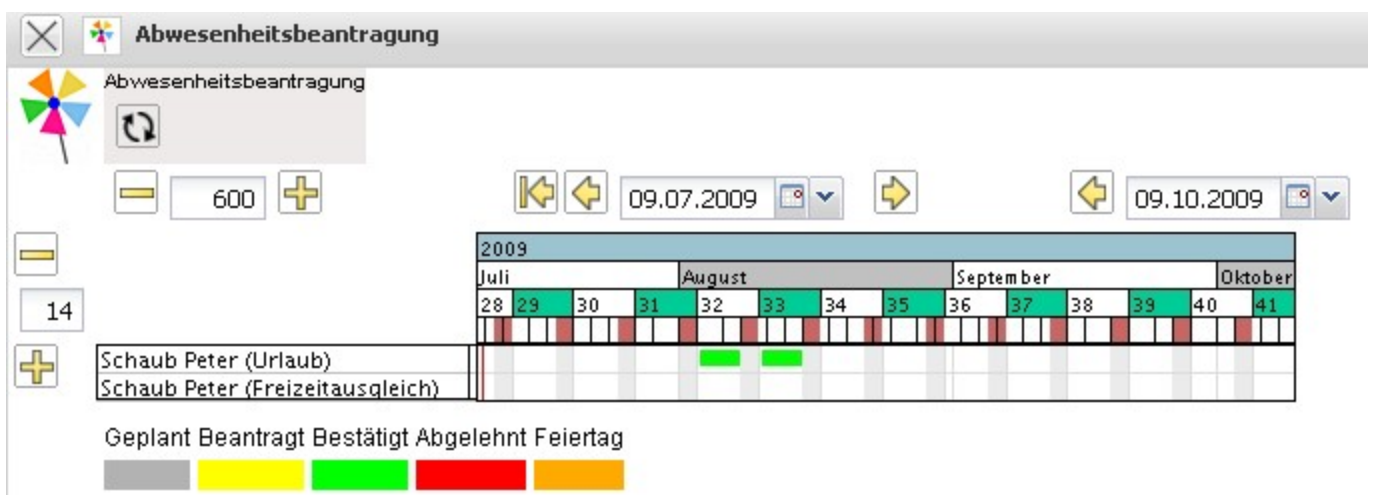 Abwesenheitsbeantragung
Abwesenheitsbeantragung
600
09.07.2009
09.10.2009
2009
Juli August September Oktober
28 29 30 31 32 33 34 35 36 37 38 39 40 41
14
Schaub Peter (Urlaub)
Schaub Peter (Freizeitausgleich)
Geplant Beantragt Bestätigt Abgelehnt Feiertag